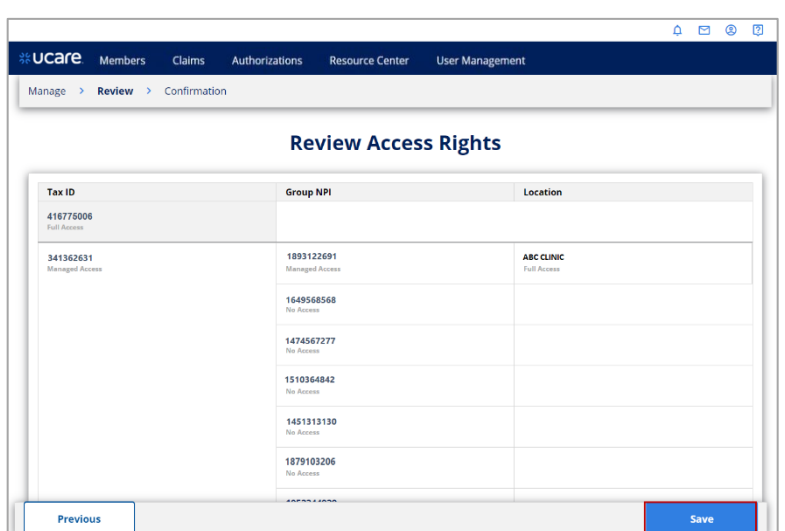 ucare Members Claims Authorizations Resource Center User Management
Manage > Review > Confirmation
Review Access Rights
Tax ID Group NPI Location
416775006
Full Access
341362631 1893122691 ABC CLINIC
Managed Access Managed Access Full Access
1649568568
No Access
1474567277
No Access
1510364842
No Access
1451313130
No Access
1879103206
No Access
Previous Save